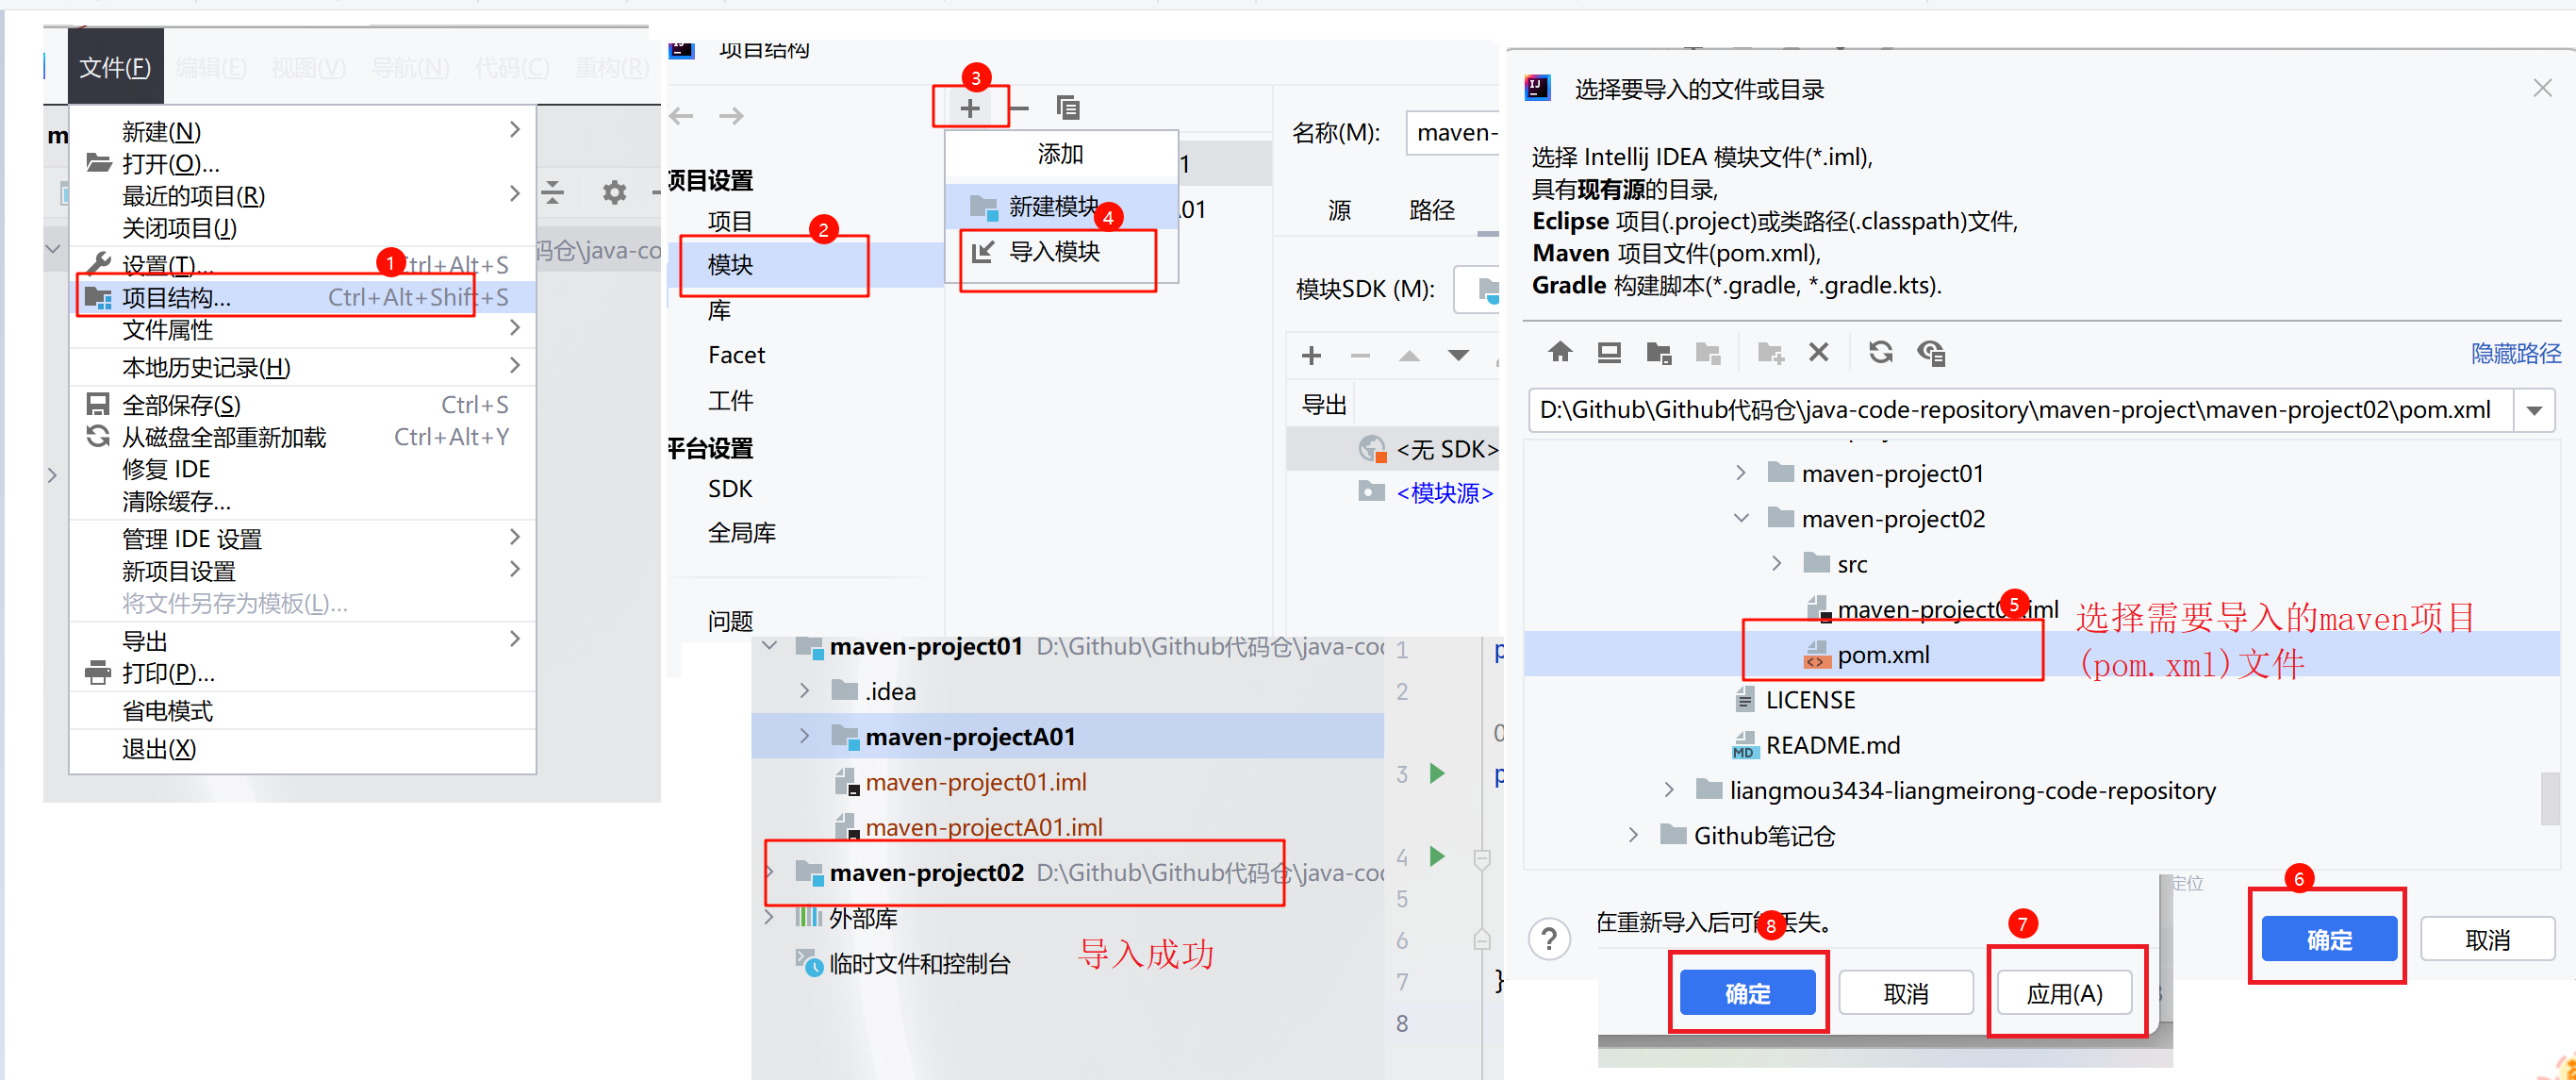 文件(F) 编辑(E) 视图(V) 导航(N) 代码(C) 重构(R)
新建(N)
打开(O)...
最近的项目(R)
关闭项目(J)
设置(T)... Ctrl+Alt+S
1
项目结构... Ctrl+Alt+Shift+S
文件属性
本地历史记录(H)
全部保存(S) Ctrl+S
从磁盘全部重新加载 Ctrl+Alt+Y
修复 IDE
清除缓存...
管理 IDE 设置
新项目设置
将文件另存为模板(L)...
导出
打印(P)...
省电模式
退出(X)
码仓\java-co
项目结构
3
添加
新建模块
4
导入模块
项目设置
项目
2
模块
库
Facet
工件
平台设置
SDK
全局库
问题
名称(M): maven-
源 路径
模块SDK (M):
导出
<无 SDK>
<模块源>
maven-project01 D:\Github\Github代码仓\java-co
.idea
maven-projectA01
maven-project01.iml
maven-projectA01.iml
maven-project02 D:\Github\Github代码仓\java-co
外部库
临时文件和控制台
导入成功
1
2
3
4
5
6
7
8
选择要导入的文件或目录
选择 Intellij IDEA 模块文件(*.iml),
具有现有源的目录,
Eclipse 项目(.project)或类路径(.classpath)文件,
Maven 项目文件(pom.xml),
Gradle 构建脚本(*.gradle, *.gradle.kts).
隐藏路径
D:\Github\Github代码仓\java-code-repository\maven-project\maven-project02\pom.xml
maven-project01
maven-project02
src
5
pom.xml
选择需要导入的maven项目
(pom.xml)文件
LICENSE
README.md
liangmou3434-liangmeirong-code-repository
Github笔记仓
定位
6
确定 取消
在重新导入后可能丢失。
8
7
确定 取消 应用(A)